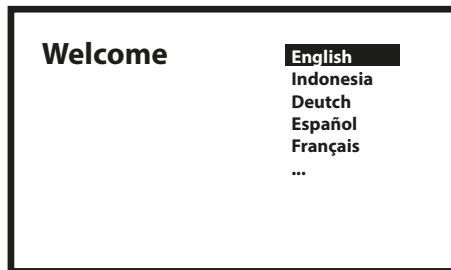 Welcome
English
Indonesia
Deutch
Español
Français
...